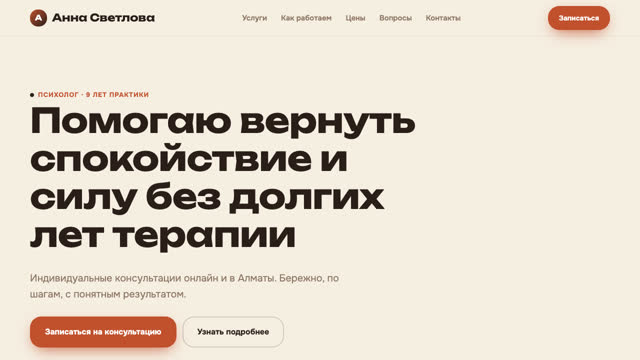 А Анна Светлова
Услуги Как работаем Цены Вопросы Контакты
Записаться
ПСИХОЛОГ · 9 ЛЕТ ПРАКТИКИ
Помогаю вернуть
спокойствие и
силу без долгих
лет терапии
Индивидуальные консультации онлайн и в Алматы. Бережно, по
шагам, с понятным результатом.
Записаться на консультацию
Узнать подробнее